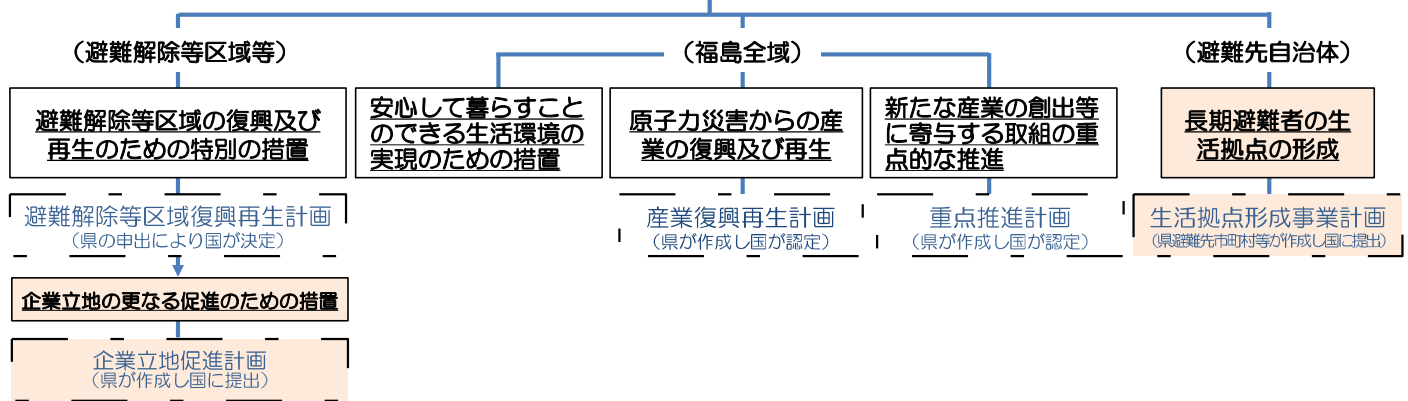 （避難解除等区域等）
（福島全域）
（避難先自治体）
避難解除等区域の復興及び
再生のための特別の措置
安心して暮らすこと
のできる生活環境の
実現のための措置
原子力災害からの産
業の復興及び再生
新たな産業の創出等
に寄与する取組の重
点的な推進
長期避難者の生
活拠点の形成
避難解除等区域復興再生計画
（県の申出により国が決定）
産業復興再生計画
（県が作成し国が認定）
重点推進計画
（県が作成し国が認定）
生活拠点形成事業計画
（県避難先市町村等が作成し国に提出）
企業立地の更なる促進のための措置
企業立地促進計画
（県が作成し国に提出）